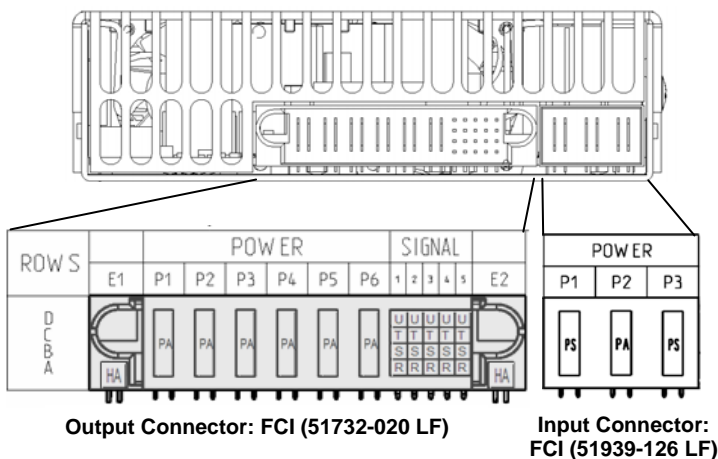 ROWS
POWER
SIGNAL
E1 P1 P2 P3 P4 P5 P6 1 2 3 4 5 E2
D
C
B
A
PA PA PA PA PA PA
U U U U U
T T T T T
S S S S S
R R R R R
HA HA
Output Connector: FCI (51732-020 LF)
POWER
P1 P2 P3
PS PA PS
Input Connector:
FCI (51939-126 LF)